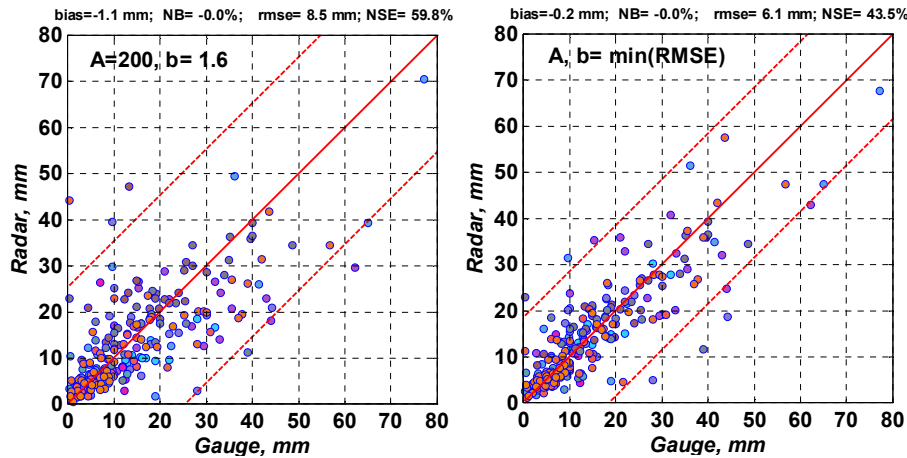 bias=-1.1 mm; NB= -0.0%; rmse= 8.5 mm; NSE= 59.8%
A=200, b= 1.6
80
70
60
50
40
30
20
10
0
Radar, mm
0 10 20 30 40 50 60 70 80
Gauge, mm
bias=-0.2 mm; NB= -0.0%; rmse= 6.1 mm; NSE= 43.5%
A, b= min(RMSE)
80
70
60
50
40
30
20
10
0
Radar, mm
0 10 20 30 40 50 60 70 80
Gauge, mm